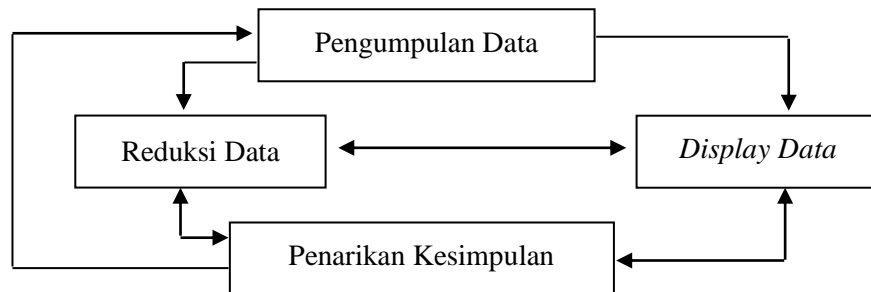 Pengumpulan Data
Reduksi Data
Display Data
Penarikan Kesimpulan